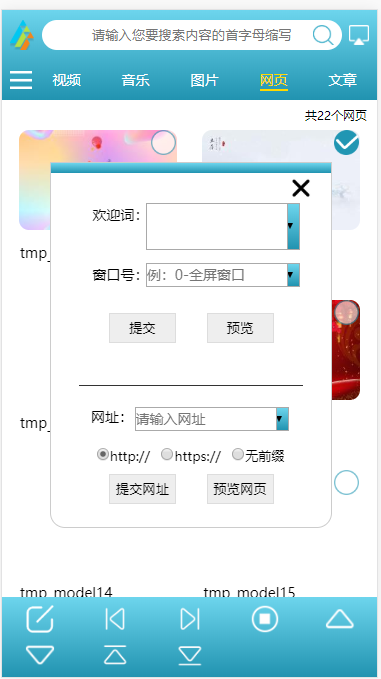 请输入您要搜索内容的首字母缩写
视频 音乐 图片 网页 文章
共22个网页
tmp_
欢迎词：
窗口号：例：0-全屏窗口
提交 预览
tmp_
网址：请输入网址
http:// https:// 无前缀
提交网址 预览网页
tmp_model14 tmp_model15